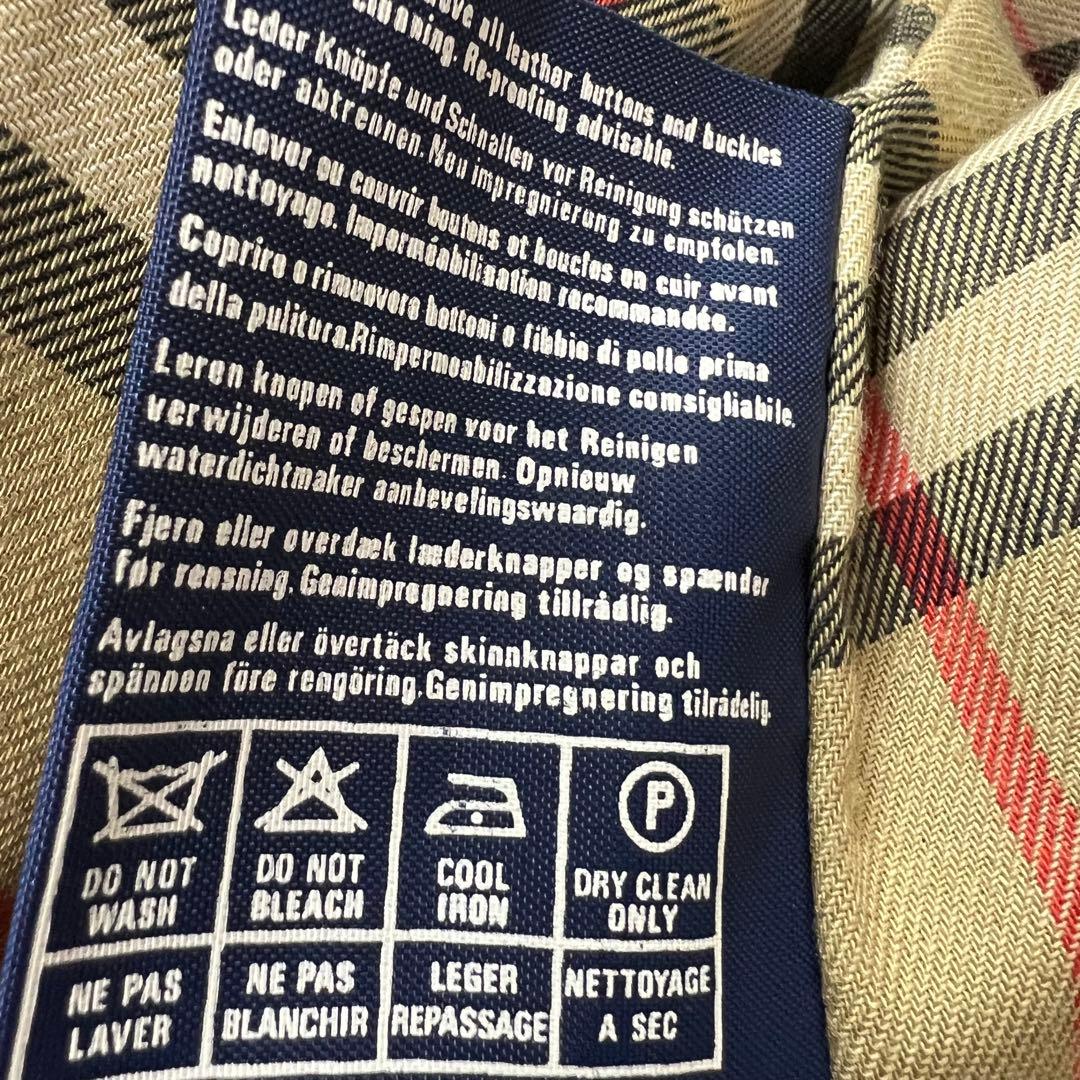 all leather buttons and buckles
Re-proofing advisable.
Leder Knöpfe und Schnallen vor Reinigung schützen
oder abtrennen. Neu impregnierung zu empfolen.
Enlever ou couvrir boutons et boucles en cuir avant
nettoyage. Imperméabilisation recommandée.
Coprire o rimuovere bottoni e fibbie di pelle prima
della pulitura.Rimpermeabilizzazione comsigliabile.
Leren knopen of gespen voor het Reinigen
verwijderen of beschermen. Opnieuw
waterdichtmaker aanbevelingswaardig.
Fjern eller overdæk læderknapper og spænder
før rensning. Genimpregnering tillrådlig.
Avlagsna eller övertäck skinnknappar och
spännen före rengöring. Genimpregnering tilrådelig.
DO NOT
WASH
DO NOT
BLEACH
COOL
IRON
P
DRY CLEAN
ONLY
NE PAS
LAVER
NE PAS
BLANCHIR
LEGER
REPASSAGE
NETTOYAGE
A SEC